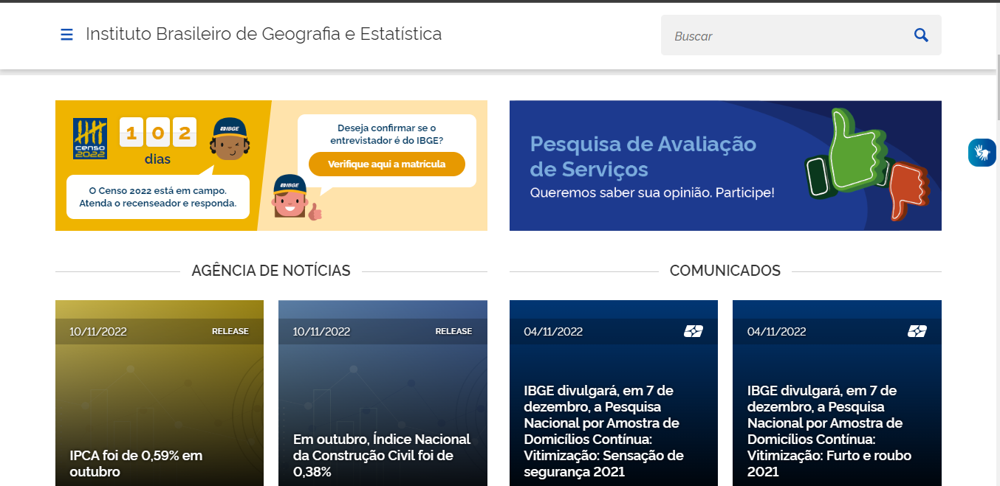 Instituto Brasileiro de Geografia e Estatística
Buscar
censo
2022
1 0 2
dias
IBGE
O Censo 2022 está em campo.
Atenda o recenseador e responda.
Deseja confirmar se o
entrevistador é do IBGE?
Verifique aqui a matrícula
IBGE
Pesquisa de Avaliação
de Serviços
Queremos saber sua opinião. Participe!
AGÊNCIA DE NOTÍCIAS
COMUNICADOS
10/11/2022
RELEASE
IPCA foi de 0,59% em
outubro
10/11/2022
RELEASE
Em outubro, Índice Nacional
da Construção Civil foi de
0,38%
04/11/2022
IBGE divulgará, em 7 de
dezembro, a Pesquisa
Nacional por Amostra de
Domicílios Contínua:
Vitimização: Sensação de
segurança 2021
04/11/2022
IBGE divulgará, em 7 de
dezembro, a Pesquisa
Nacional por Amostra de
Domicílios Contínua:
Vitimização: Furto e roubo
2021